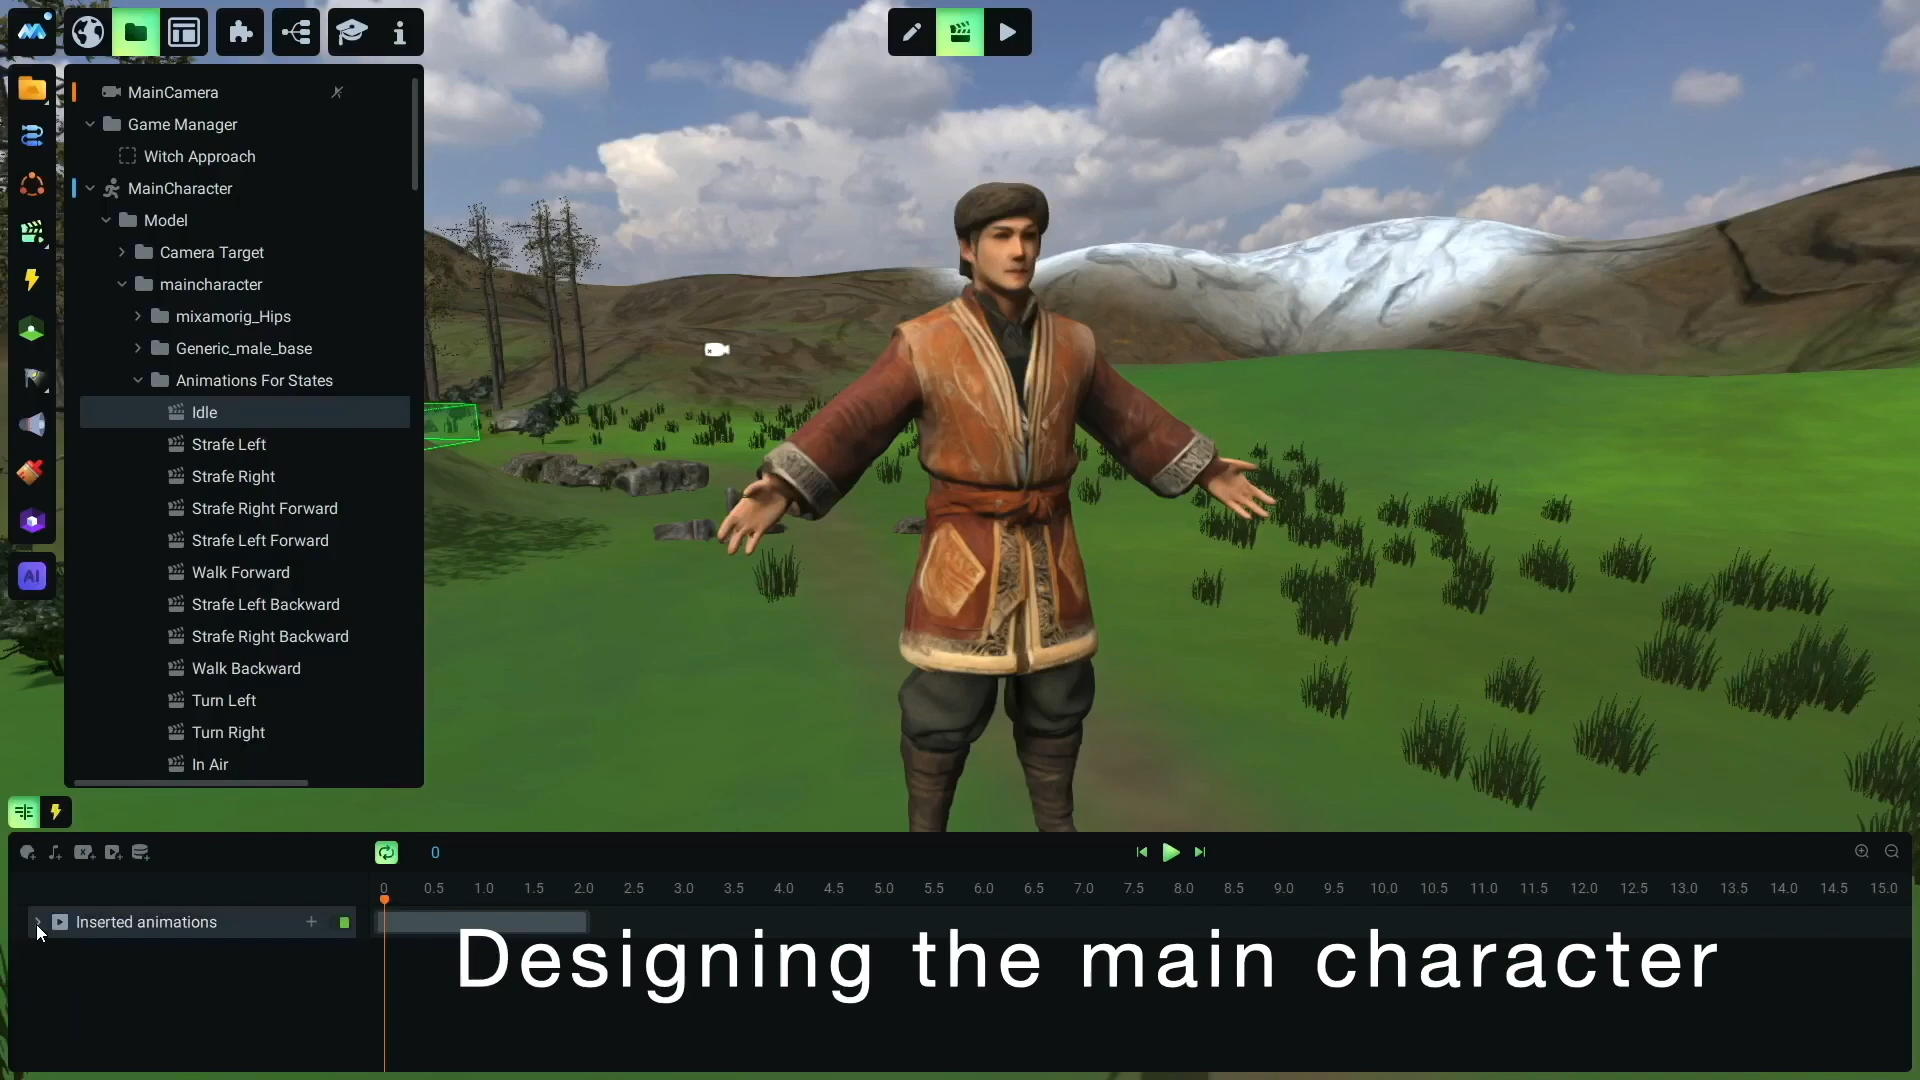 MainCamera
Game Manager
Witch Approach
MainCharacter
Model
Camera Target
maincharacter
mixamorig_Hips
Generic_male_base
Animations For States
Idle
Strafe Left
Strafe Right
Strafe Right Forward
Strafe Left Forward
Walk Forward
Strafe Left Backward
Strafe Right Backward
Walk Backward
Turn Left
Turn Right
In Air
AI
0
0 0.5 1.0 1.5 2.0 2.5 3.0 3.5 4.0 4.5 5.0 5.5 6.0 6.5 7.0 7.5 8.0 8.5 9.0 9.5 10.0 10.5 11.0 11.5 12.0 12.5 13.0 13.5 14.0 14.5 15.0
Inserted animations
Designing the main character